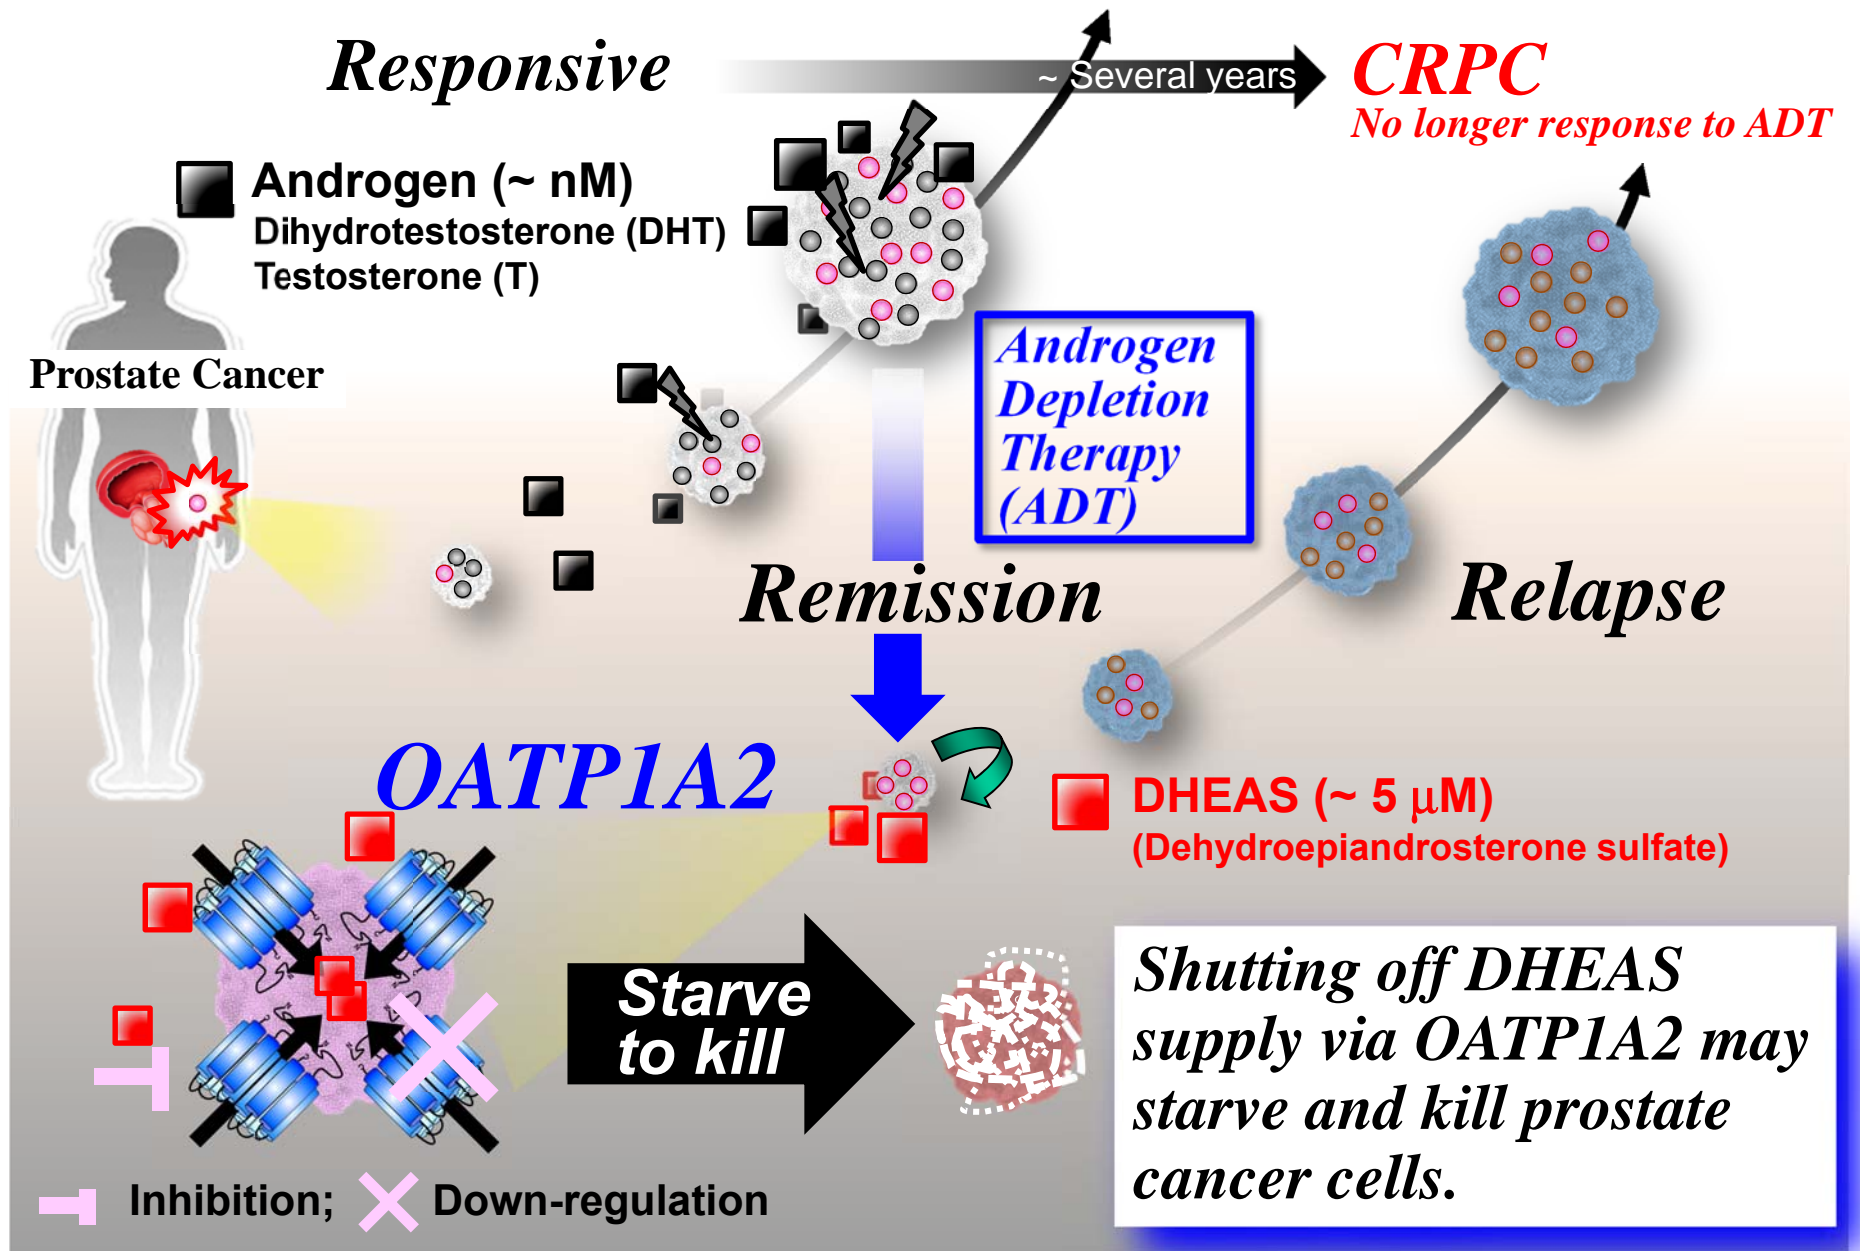 Responsive
~ Several years
CRPC
No longer response to ADT
Androgen (~ nM)
Dihydrotestosterone (DHT)
Testosterone (T)
Prostate Cancer
Androgen
Depletion
Therapy
(ADT)
Remission
Relapse
OATP1A2
DHEAS (~ 5 μM)
(Dehydroepiandrosterone sulfate)
Starve
to kill
Shutting off DHEAS
supply via OATP1A2 may
starve and kill prostate
cancer cells.
Inhibition; Down-regulation